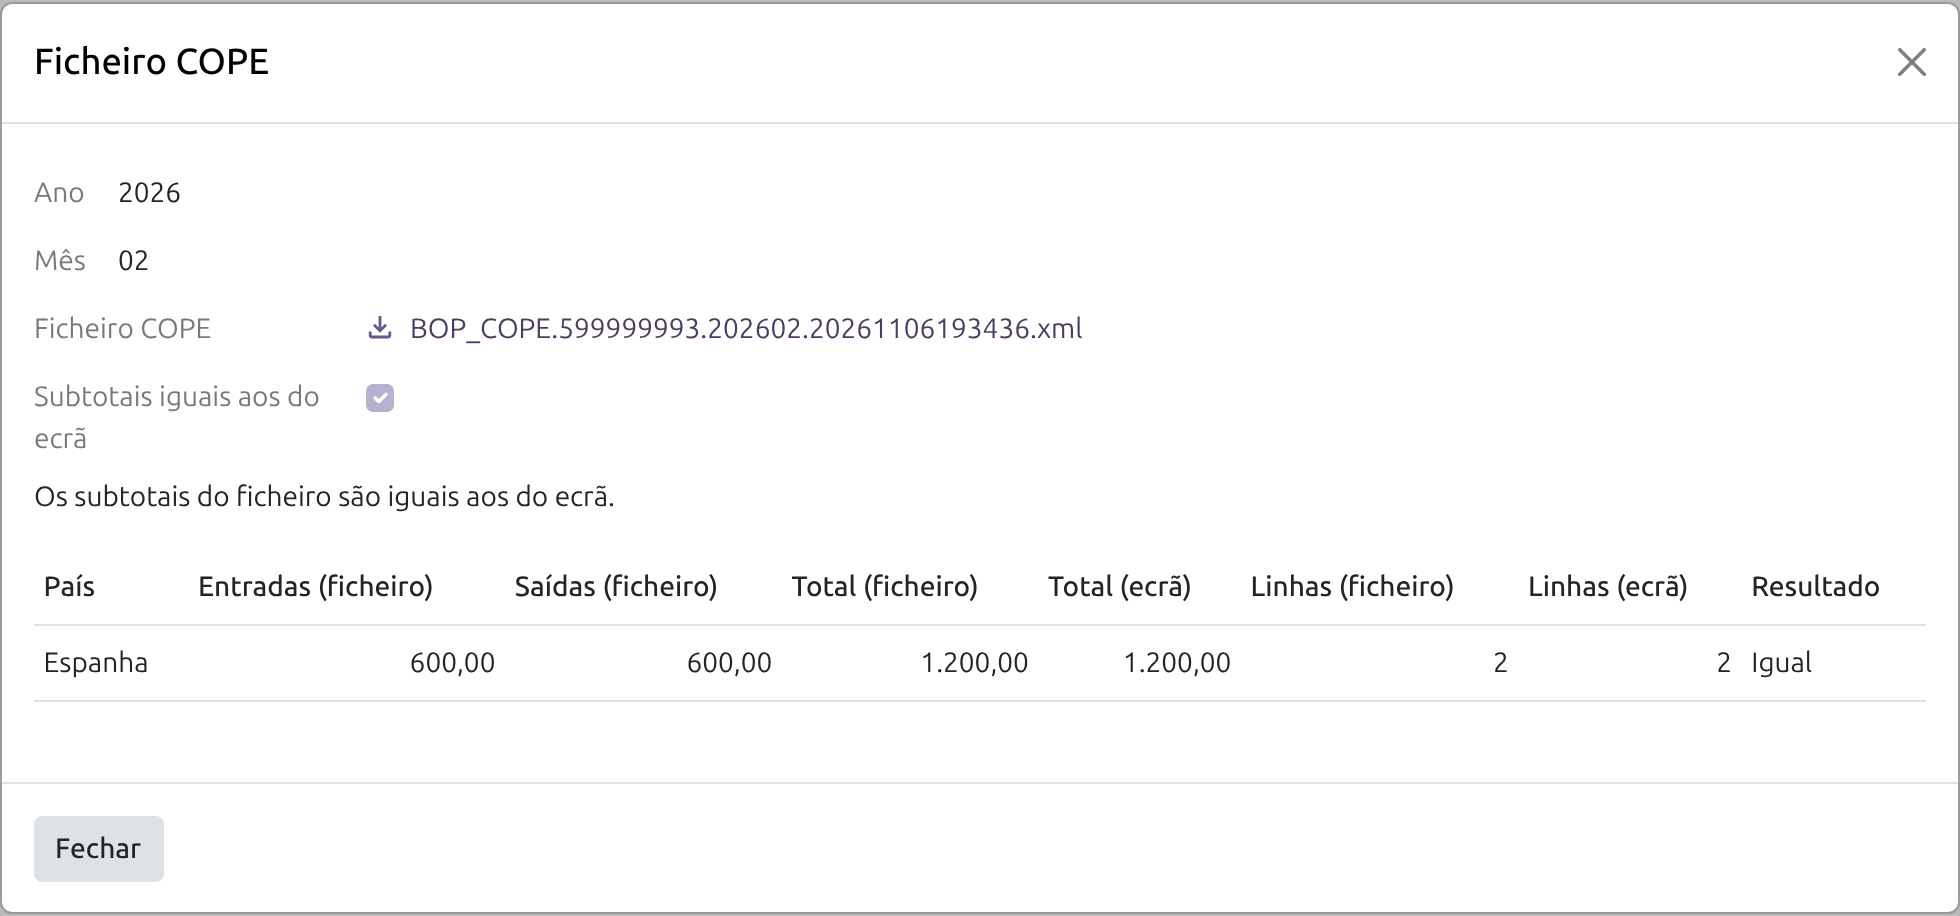 Ficheiro COPE
Ano 2026
Mês 02
Ficheiro COPE BOP_COPE.599999993.202602.20261106193436.xml
Subtotais iguais aos do
ecrã
Os subtotais do ficheiro são iguais aos do ecrã.
País Entradas (ficheiro) Saídas (ficheiro) Total (ficheiro) Total (ecrã) Linhas (ficheiro) Linhas (ecrã) Resultado
Espanha 600,00 600,00 1.200,00 1.200,00 2 2 Igual
Fechar